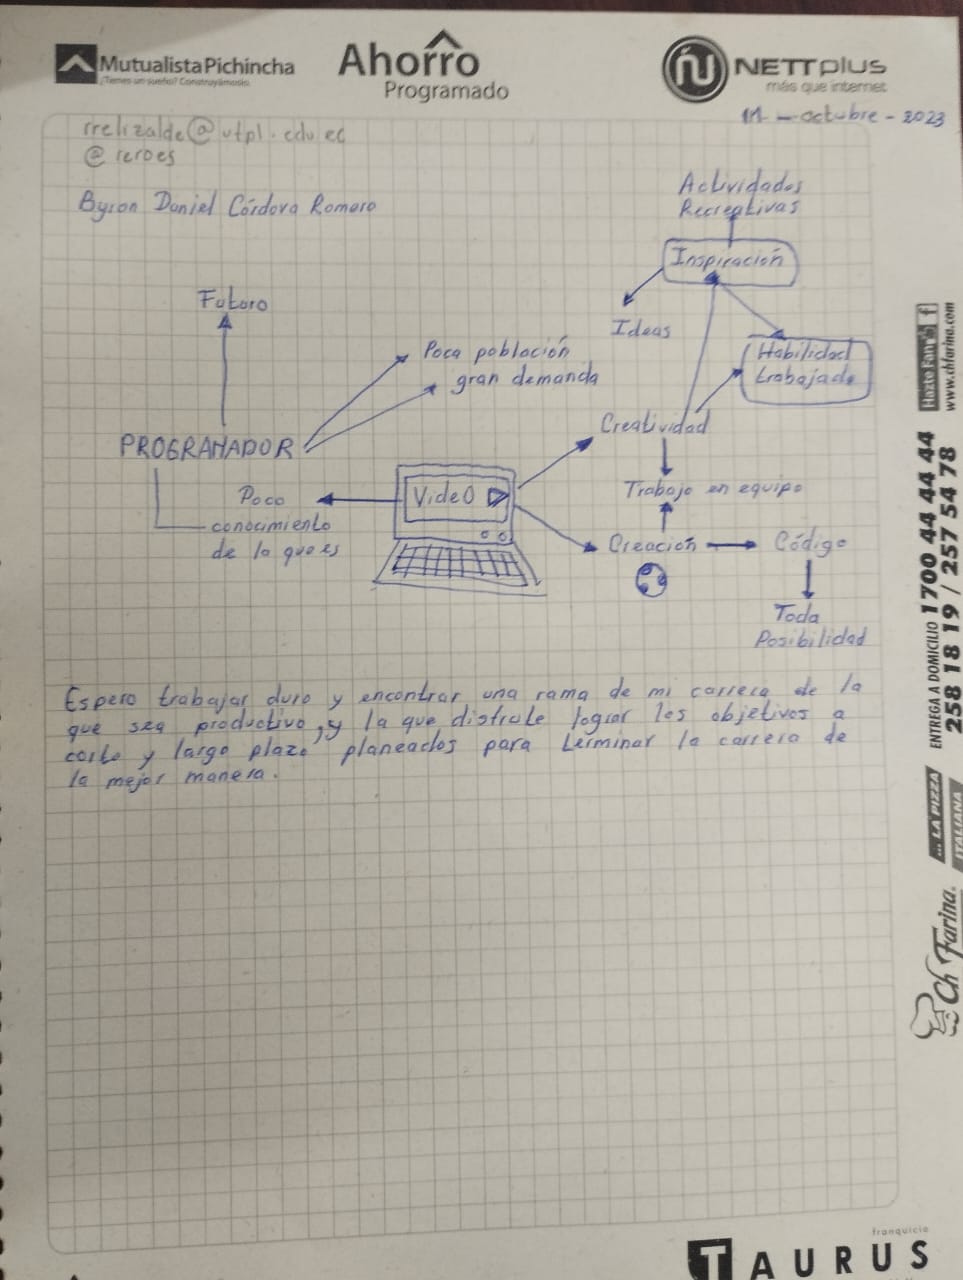 MutualistaPichincha
¿Tienes un sueño? Construyámoslo.
Ahorro
Programado
NETTplus
más que internet
11 - octubre - 2023
rrelizalde@utpl.edu.ec
@reroes
Byron Daniel Córdova Romero
Actividades
Recreativas
Inspiración
Ideas
Habilidad
trabajada
Futuro
Poca población
gran demanda
PROGRAMADOR
Creatividad
Poco
conocimiento
de lo que es
Video
Trabajo en equipo
Creación
Código
Toda
Posibilidad
Espero trabajar duro y encontrar una rama de mi carrera de la
que sea productivo, y la que disfrute lograr los objetivos a
corto y largo plazo planeados para terminar la carrera de
la mejor manera.
Hazte Fan f
www.chfarina.com
ENTREGA A DOMICILIO 1700 44 44 44
258 18 19 / 257 54 78
... LA PIZZA
ITALIANA
Ch Farina.
franquicia
TAURUS